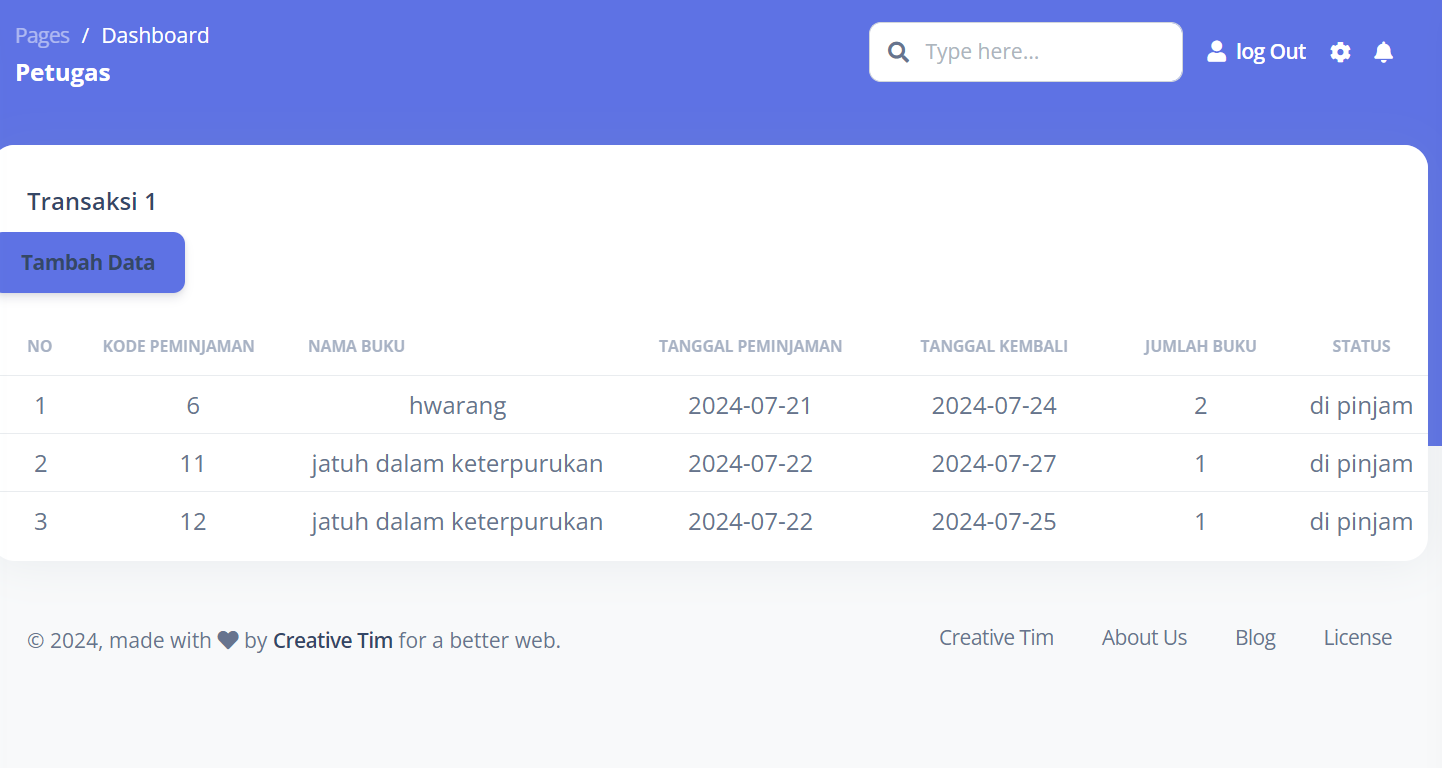 Pages / Dashboard
Petugas
Type here...
log Out
Transaksi 1
Tambah Data
NO KODE PEMINJAMAN NAMA BUKU TANGGAL PEMINJAMAN TANGGAL KEMBALI JUMLAH BUKU STATUS
1 6 hwarang 2024-07-21 2024-07-24 2 di pinjam
2 11 jatuh dalam keterpurukan 2024-07-22 2024-07-27 1 di pinjam
3 12 jatuh dalam keterpurukan 2024-07-22 2024-07-25 1 di pinjam
© 2024, made with ♥ by Creative Tim for a better web.
Creative Tim About Us Blog License